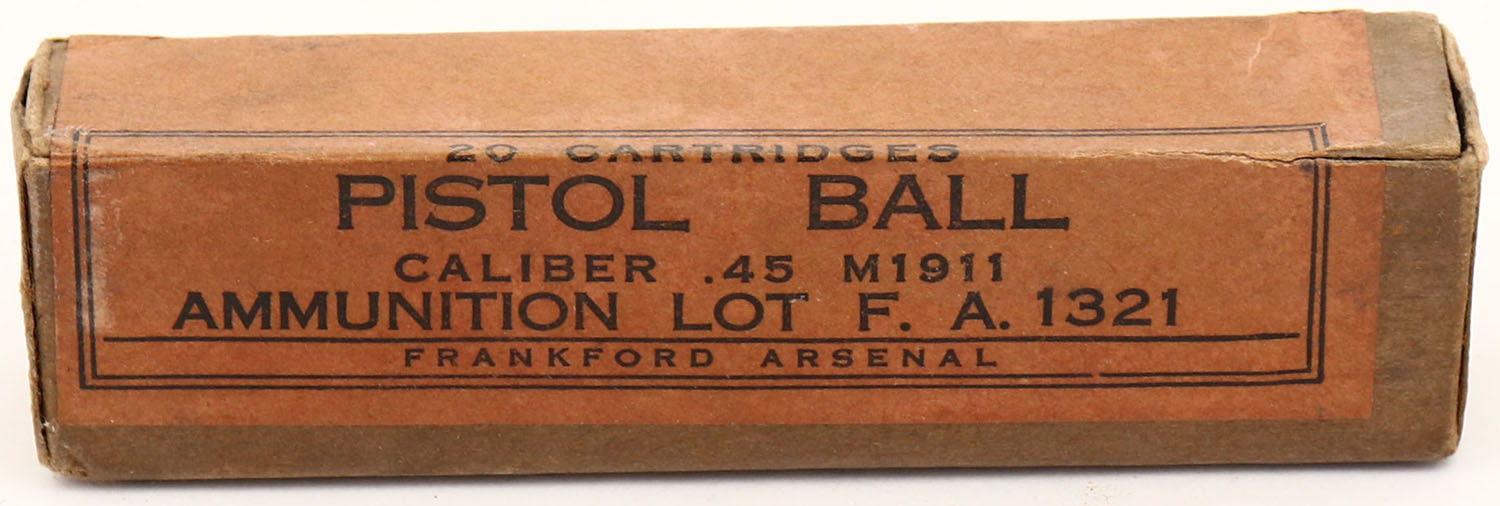 20 CARTRIDGES
PISTOL BALL
CALIBER .45 M1911
AMMUNITION LOT F. A. 1321
FRANKFORD ARSENAL